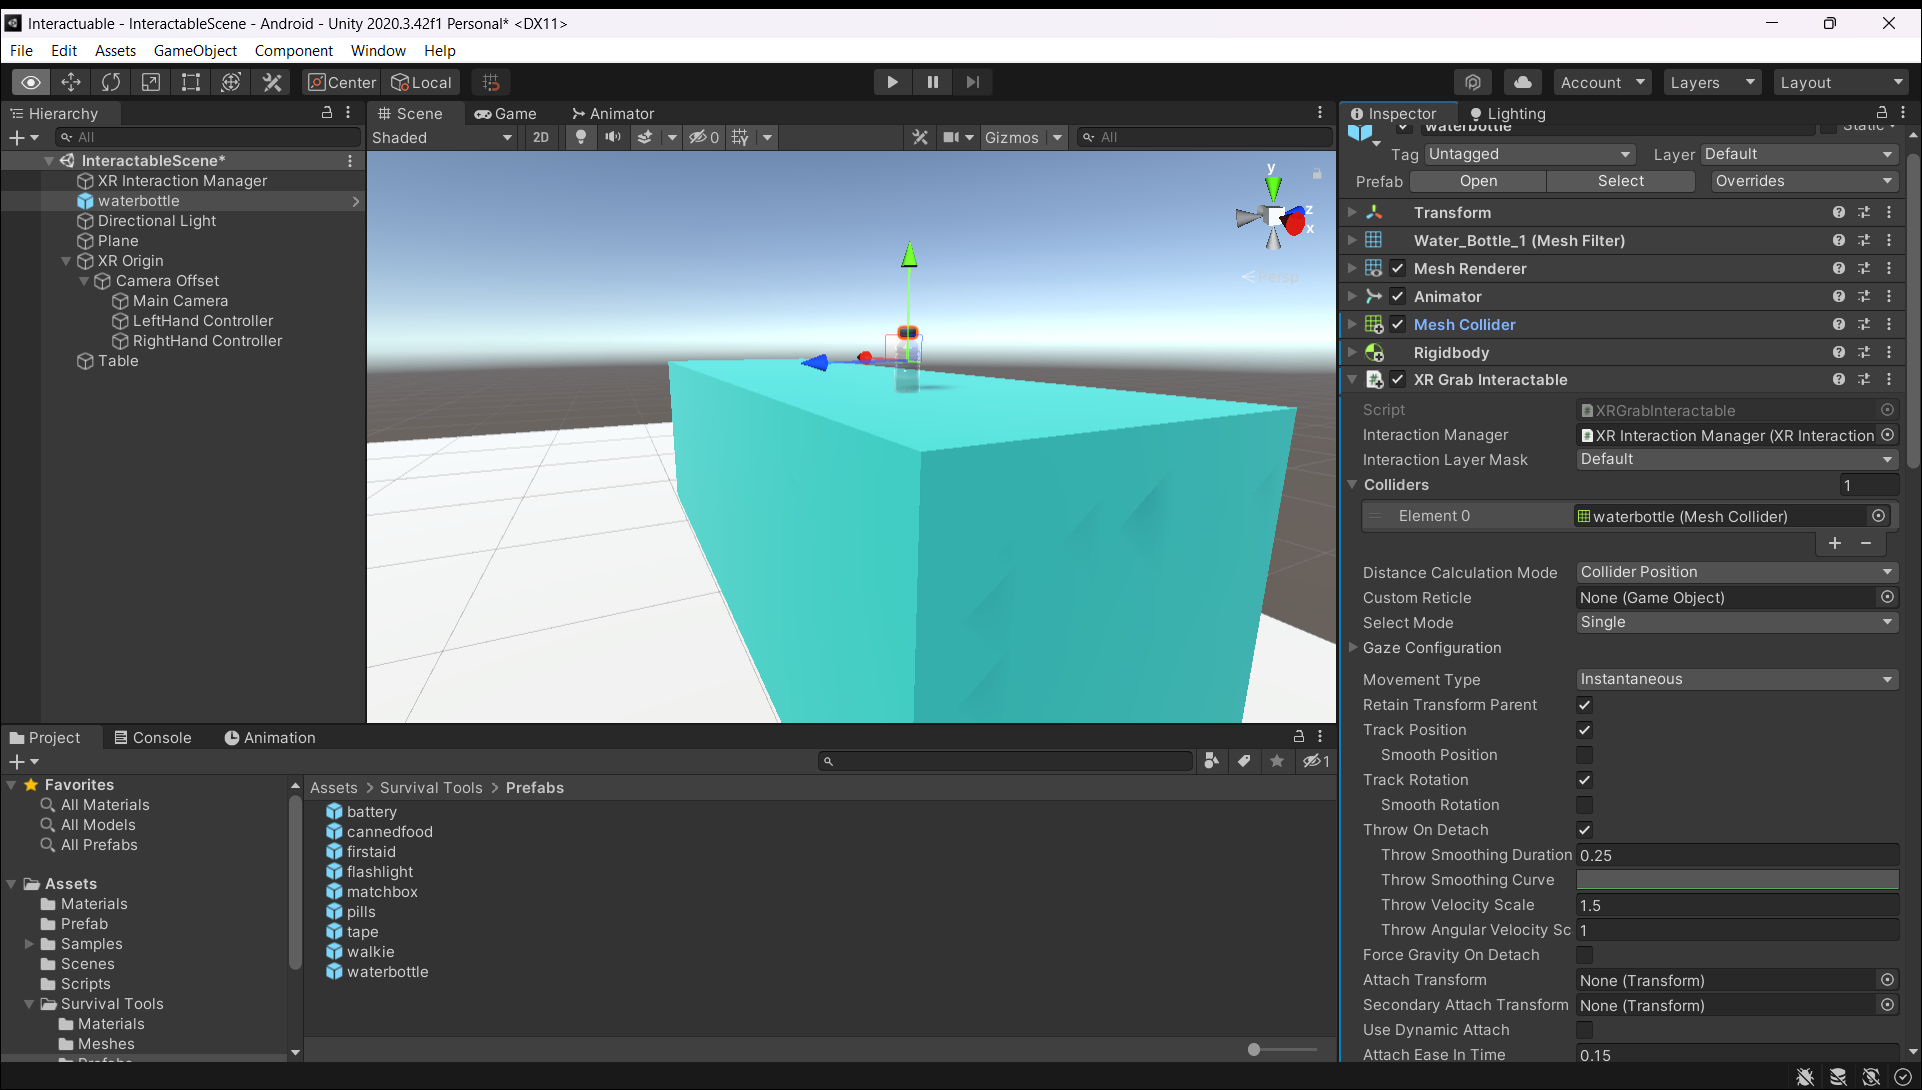 Interactuable - InteractableScene - Android - Unity 2020.3.42f1 Personal* <DX11>
File Edit Assets GameObject Component Window Help
Center Local Account Layers Layout
Hierarchy
All
InteractableScene*
XR Interaction Manager
waterbottle
Directional Light
Plane
XR Origin
Camera Offset
Main Camera
LeftHand Controller
RightHand Controller
Table
Scene Game Animator
Shaded 2D 0 Gizmos All
y
z
x
Persp
Inspector Lighting
waterbottle Static
Tag Untagged Layer Default
Prefab Open Select Overrides
Transform
Water_Bottle_1 (Mesh Filter)
Mesh Renderer
Animator
Mesh Collider
Rigidbody
XR Grab Interactable
Script XRGrabInteractable
Interaction Manager XR Interaction Manager (XR Interaction
Interaction Layer Mask Default
Colliders 1
Element 0 waterbottle (Mesh Collider)
Distance Calculation Mode Collider Position
Custom Reticle None (Game Object)
Select Mode Single
Gaze Configuration
Movement Type Instantaneous
Retain Transform Parent
Track Position
Smooth Position
Track Rotation
Smooth Rotation
Throw On Detach
Throw Smoothing Duration 0.25
Throw Smoothing Curve
Throw Velocity Scale 1.5
Throw Angular Velocity Sc 1
Force Gravity On Detach
Attach Transform None (Transform)
Secondary Attach Transform None (Transform)
Use Dynamic Attach
Attach Ease In Time 0.15
Project Console Animation
1
Favorites
All Materials
All Models
All Prefabs
Assets
Materials
Prefab
Samples
Scenes
Scripts
Survival Tools
Materials
Meshes
Prefabs
Assets > Survival Tools > Prefabs
battery
cannedfood
firstaid
flashlight
matchbox
pills
tape
walkie
waterbottle